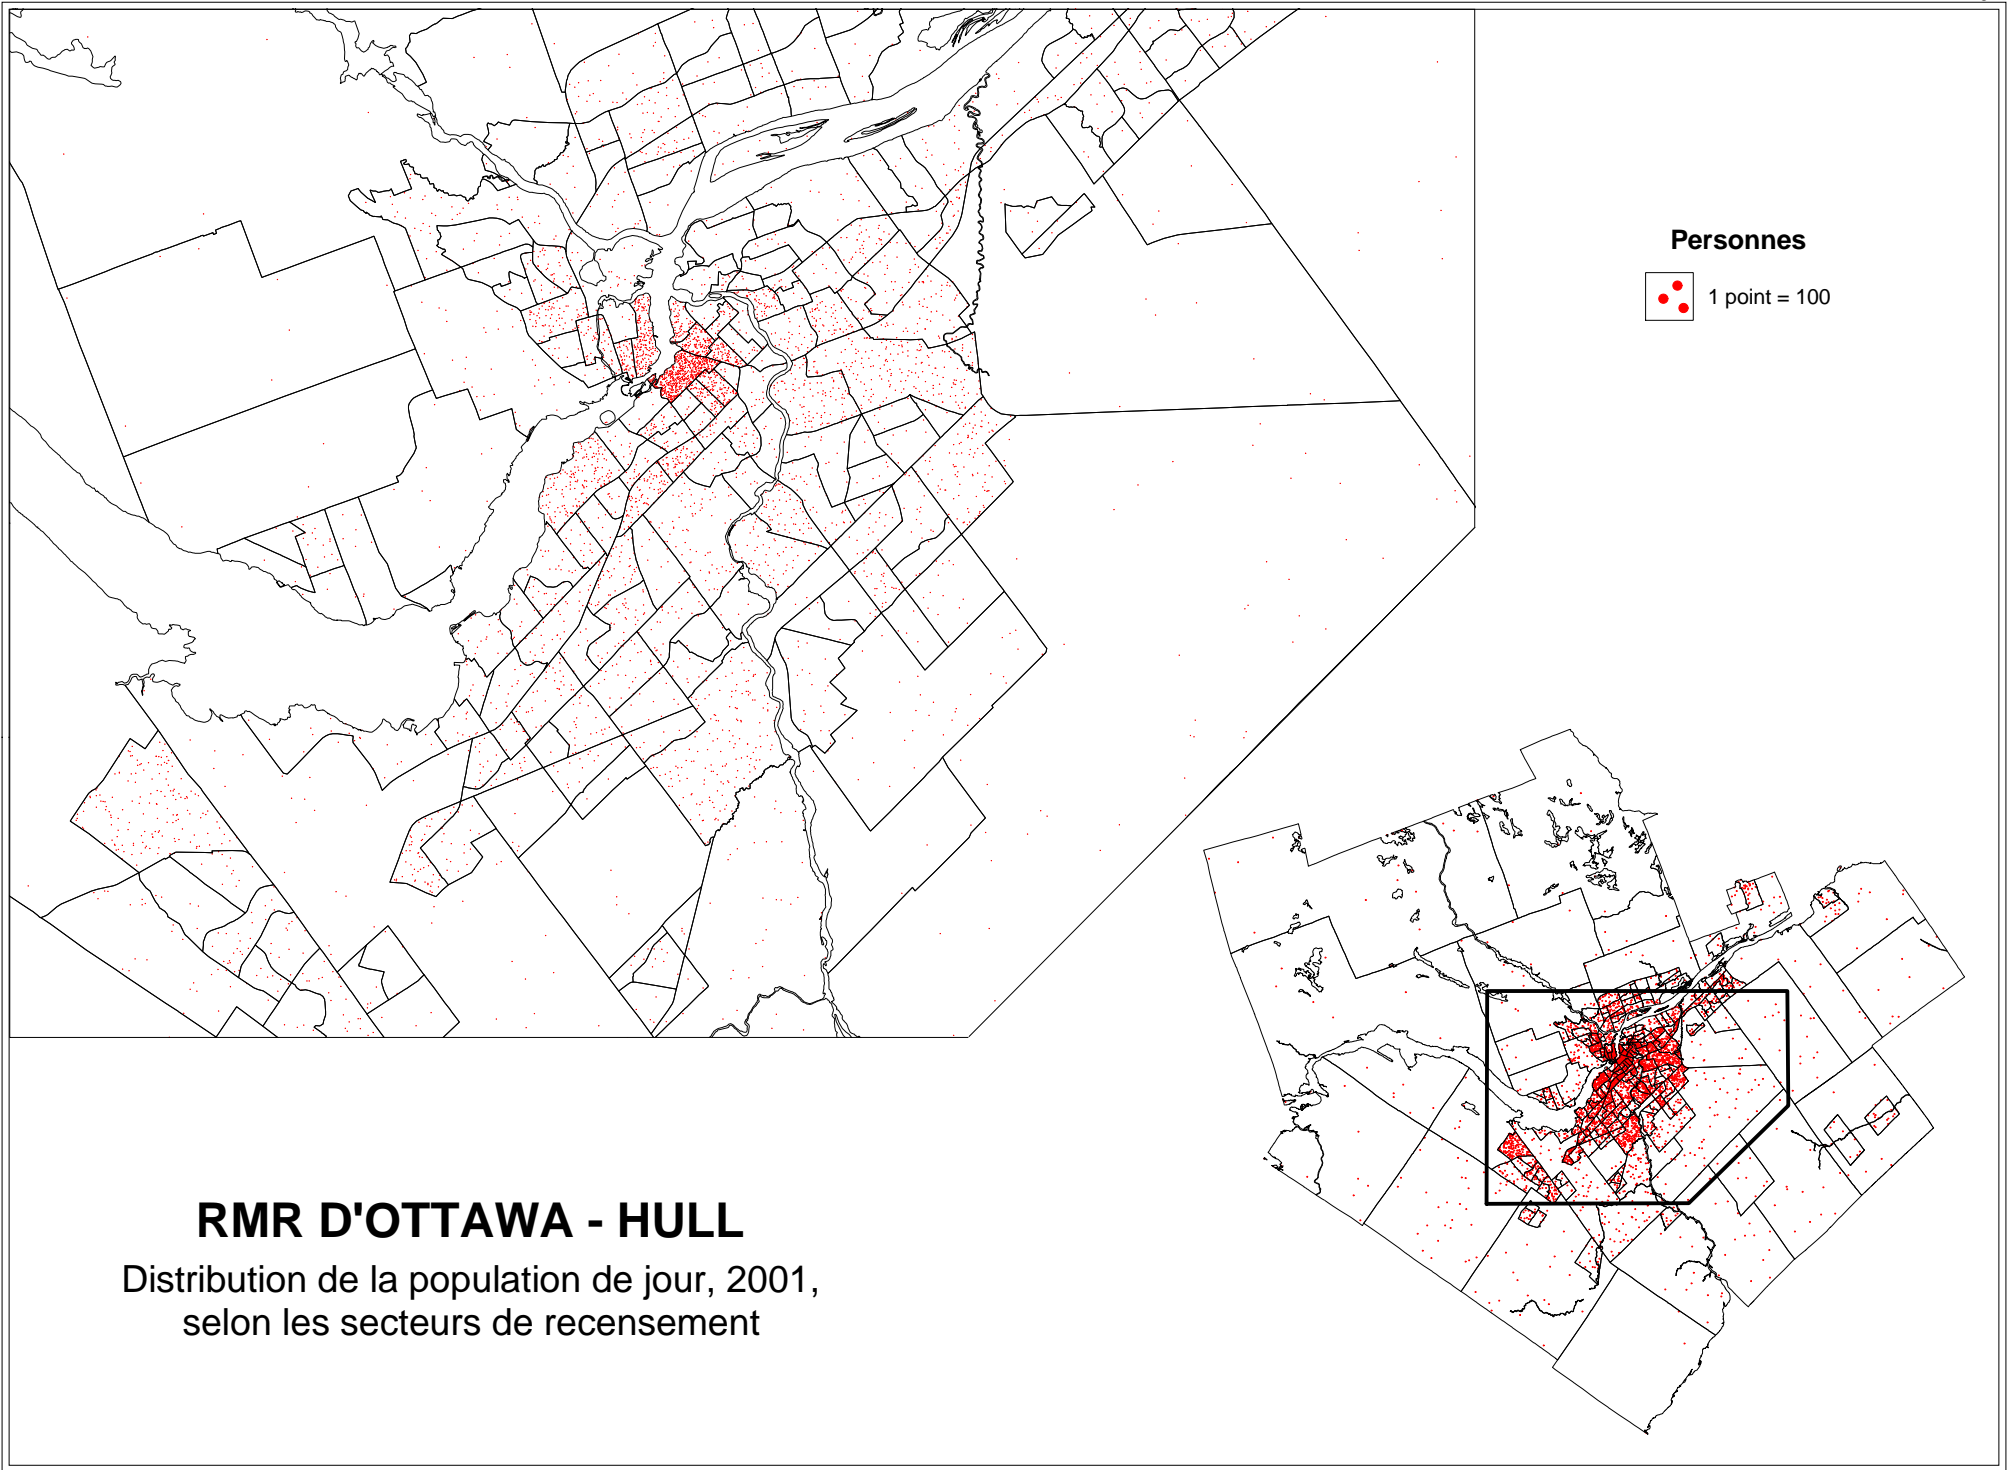 Personnes
1 point = 100
RMR D'OTTAWA - HULL
Distribution de la population de jour, 2001,
selon les secteurs de recensement